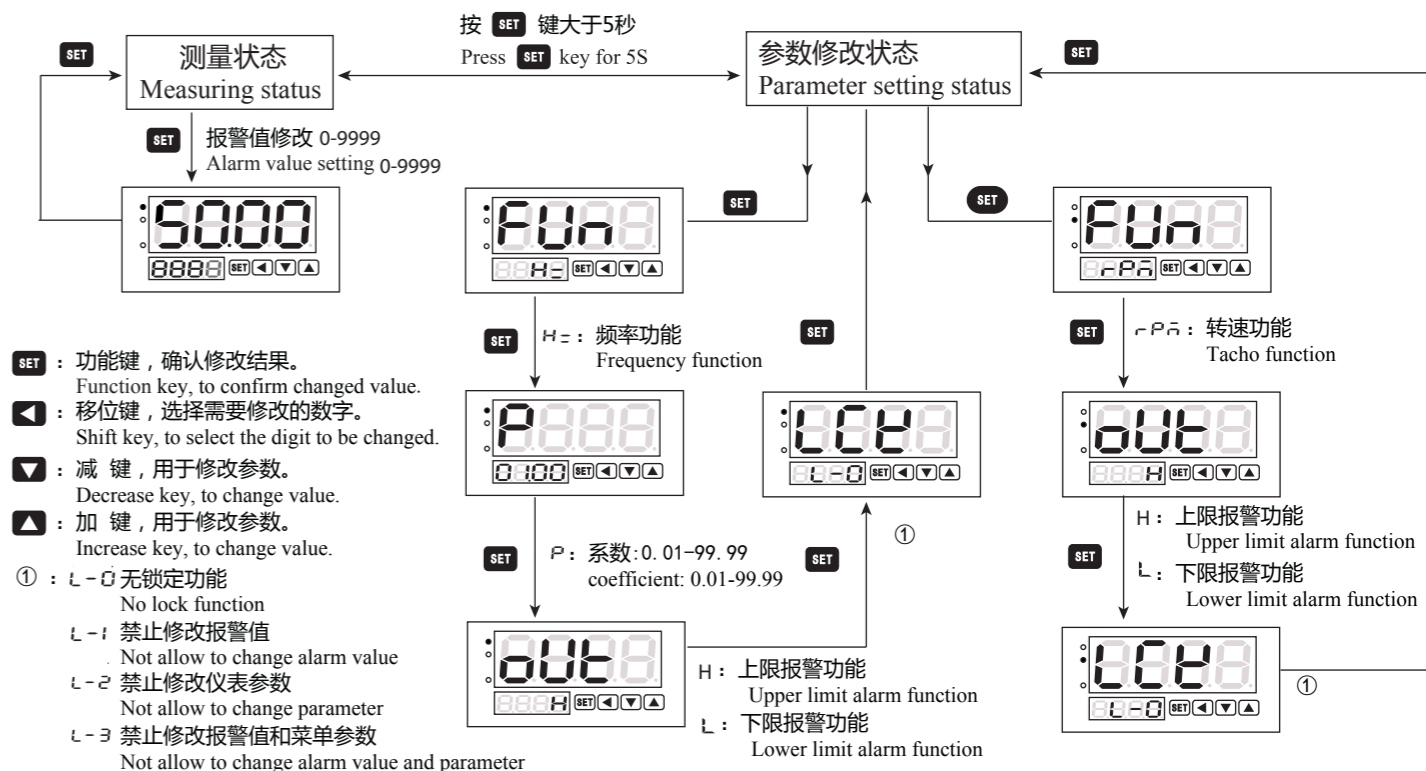 SET
测量状态
Measuring status
按 SET 键大于5秒
Press SET key for 5S
参数修改状态
Parameter setting status
SET
SET
报警值修改 0-9999
Alarm value setting 0-9999
50.00
8888 SET
FUn
Hz SET
SET
SET
FUn
rPm SET
SET
Hz: 频率功能
Frequency function
SET
SET
rPm: 转速功能
Tacho function
SET : 功能键,确认修改结果。
Function key, to confirm changed value.
◀ : 移位键,选择需要修改的数字。
Shift key, to select the digit to be changed.
▼ : 减 键,用于修改参数。
Decrease key, to change value.
▲ : 加 键,用于修改参数。
Increase key, to change value.
① : L-0 无锁定功能
No lock function
L-1 禁止修改报警值
Not allow to change alarm value
L-2 禁止修改仪表参数
Not allow to change parameter
L-3 禁止修改报警值和菜单参数
Not allow to change alarm value and parameter
P
01.00 SET
SET
P: 系数:0.01-99.99
coefficient: 0.01-99.99
oUt
H SET
H: 上限报警功能
Upper limit alarm function
L: 下限报警功能
Lower limit alarm function
LCK
L-0 SET
①
SET
oUt
H SET
SET
H: 上限报警功能
Upper limit alarm function
L: 下限报警功能
Lower limit alarm function
LCK
L-0 SET
①